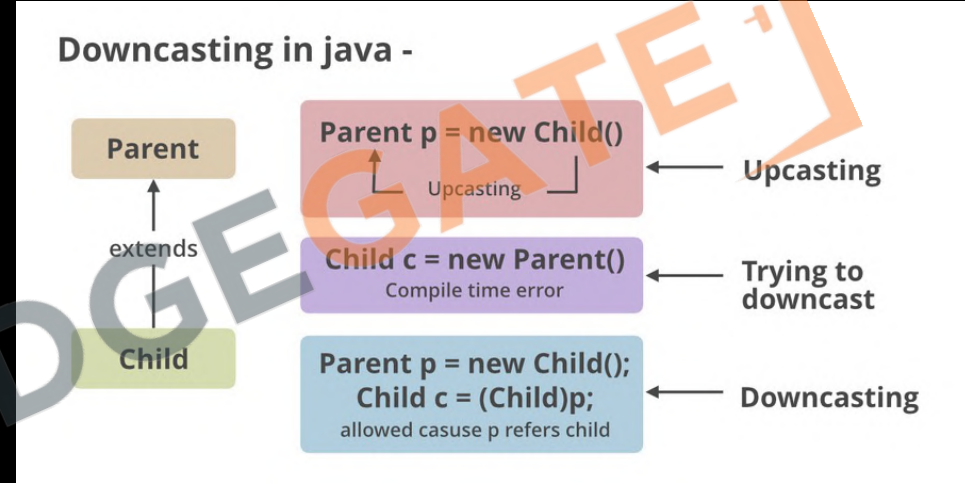 Downcasting in java -
Parent
extends
Child
Parent p = new Child()
Upcasting
Upcasting
Child c = new Parent()
Compile time error
Trying to
downcast
Parent p = new Child();
Child c = (Child)p;
allowed casuse p refers child
Downcasting
DGEGATE